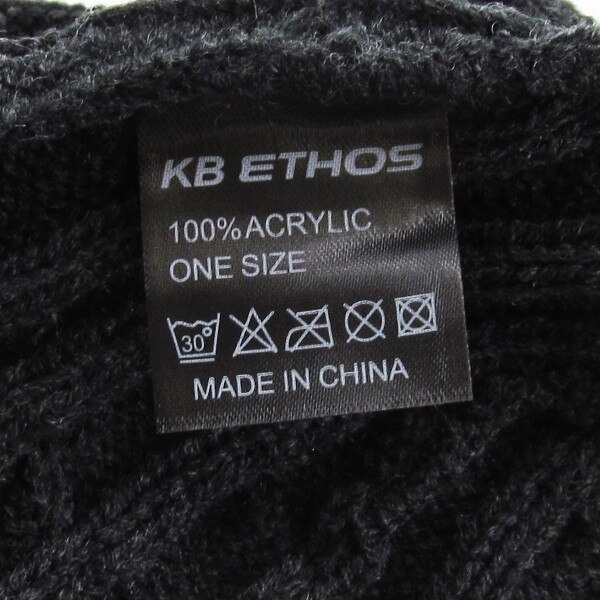 KB ETHOS
100% ACRYLIC
ONE SIZE
30°
MADE IN CHINA